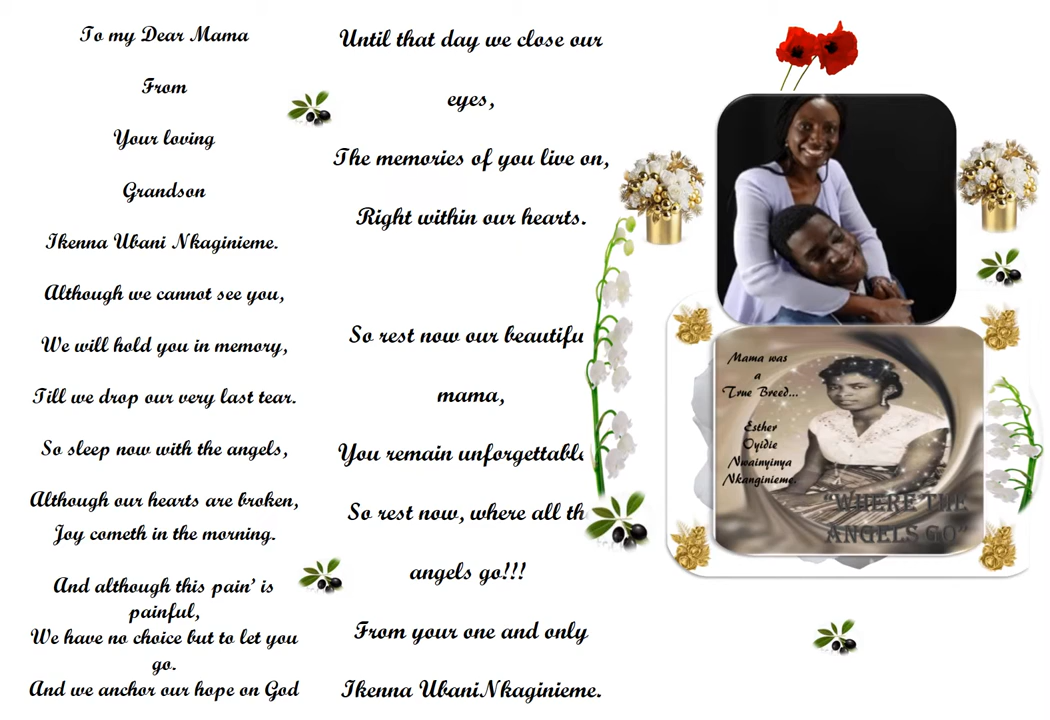 To my Dear Mama
From
Your loving
Grandson
Ikenna Ubani Nkaginieme.
Although we cannot see you,
We will hold you in memory,
Till we drop our very last tear.
So sleep now with the angels,
Although our hearts are broken,
Joy cometh in the morning.
And although this pain' is
painful,
We have no choice but to let you
go.
And we anchor our hope on God
Until that day we close our
eyes,
The memories of you live on,
Right within our hearts.
So rest now our beautifu
mama,
You remain unforgettable
So rest now, where all th
angels go!!!
From your one and only
Ikenna UbaniNkaginieme.
Mama was
a
True Breed...
Esther
Oyidie
Nwainyinya
Nkanginieme.
"WHERE THE
ANGELS GO"